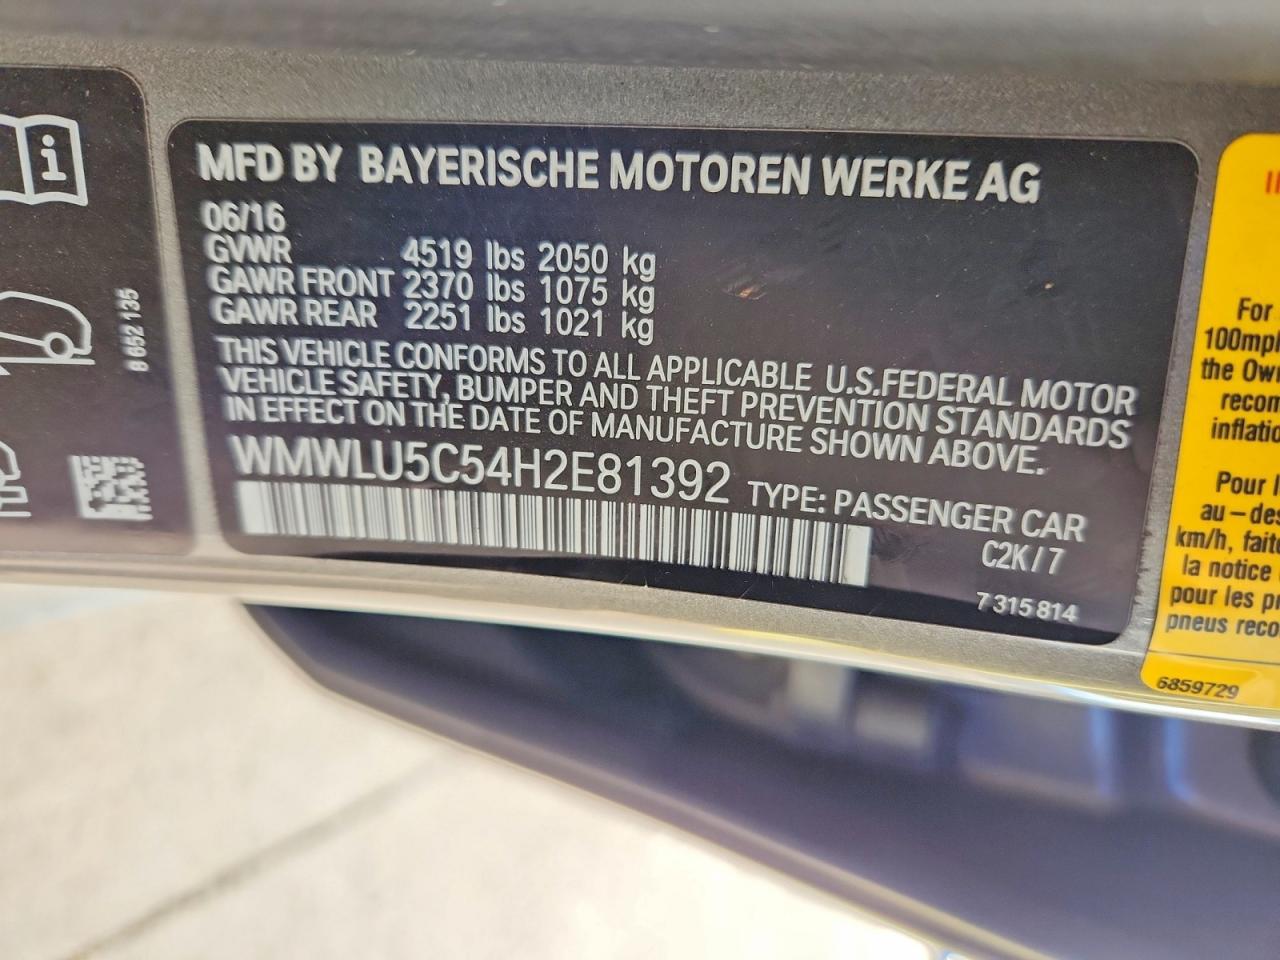 MFD BY BAYERISCHE MOTOREN WERKE AG
06/16
GVWR 4519 lbs 2050 kg
GAWR FRONT 2370 lbs 1075 kg
GAWR REAR 2251 lbs 1021 kg
THIS VEHICLE CONFORMS TO ALL APPLICABLE U.S.FEDERAL MOTOR
VEHICLE SAFETY, BUMPER AND THEFT PREVENTION STANDARDS
IN EFFECT ON THE DATE OF MANUFACTURE SHOWN ABOVE.
WMWLU5C54H2E81392 TYPE: PASSENGER CAR
C2K/7
7 315 814
8 652 135
For
100mph
the Own
recom
inflatio
Pour l
au-des
km/h, faite
la notice
pour les p
pneus reco
6859729